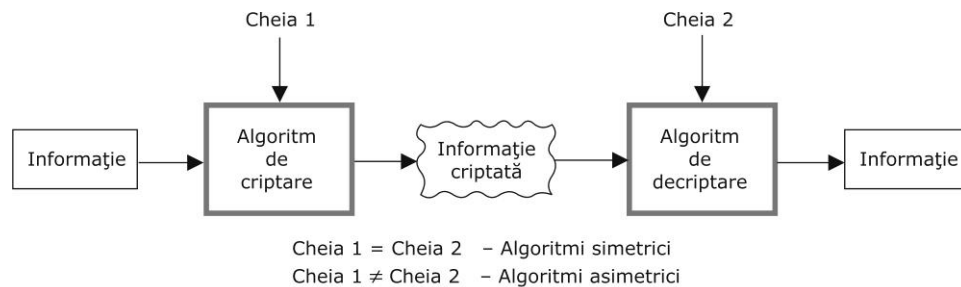 Cheia 1
Cheia 2
Informaţie
Algoritm
de
criptare
Informaţie
criptată
Algoritm
de
decriptare
Informaţie
Cheia 1 = Cheia 2 – Algoritmi simetrici
Cheia 1 ≠ Cheia 2 – Algoritmi asimetrici